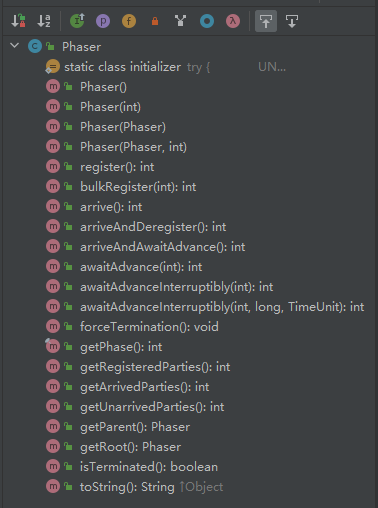 Phaser
static class initializer try { UN...
Phaser()
Phaser(int)
Phaser(Phaser)
Phaser(Phaser, int)
register(): int
bulkRegister(int): int
arrive(): int
arriveAndDeregister(): int
arriveAndAwaitAdvance(): int
awaitAdvance(int): int
awaitAdvanceInterruptibly(int): int
awaitAdvanceInterruptibly(int, long, TimeUnit): int
forceTermination(): void
getPhase(): int
getRegisteredParties(): int
getArrivedParties(): int
getUnarrivedParties(): int
getParent(): Phaser
getRoot(): Phaser
isTerminated(): boolean
toString(): String ↑Object